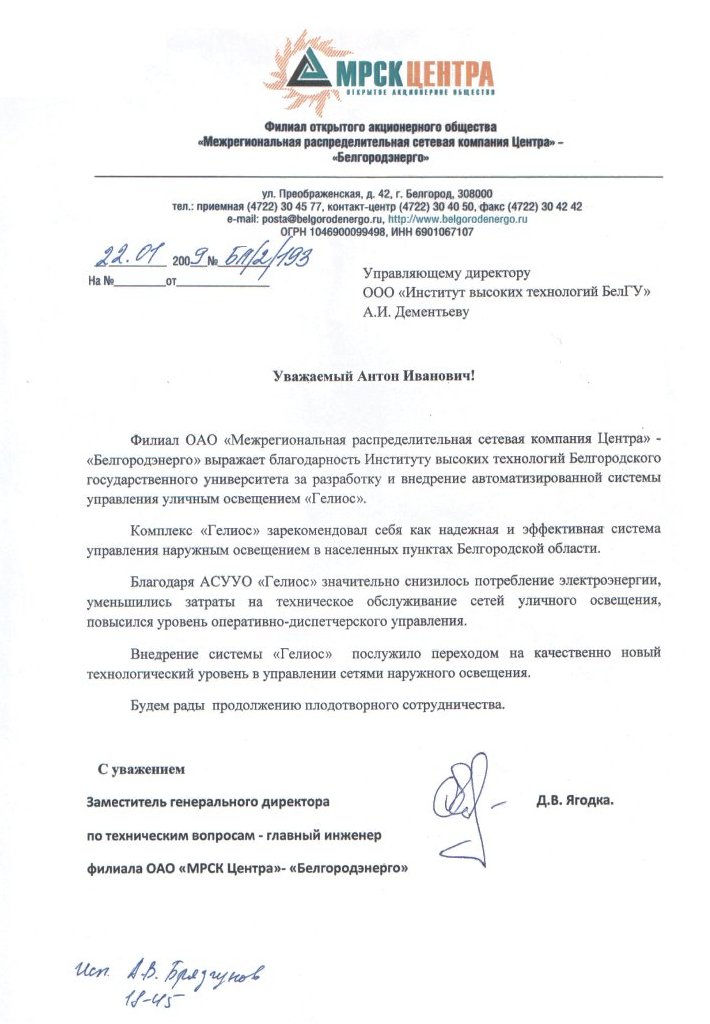 МРСК ЦЕНТРА
ОТКРЫТОЕ АКЦИОНЕРНОЕ ОБЩЕСТВО
Филиал открытого акционерного общества
«Межрегиональная распределительная сетевая компания Центра» –
«Белгородэнерго»
ул. Преображенская, д. 42, г. Белгород, 308000
тел.: приемная (4722) 30 45 77, контакт-центр (4722) 30 40 50, факс (4722) 30 42 42
e-mail: posta@belgorodenergo.ru, http://www.belgorodenergo.ru
ОГРН 1046900099498, ИНН 6901067107
22.01 2009 № БЛ/2/193
На №________от______________
Управляющему директору
ООО «Институт высоких технологий БелГУ»
А.И. Дементьеву
Уважаемый Антон Иванович!
Филиал ОАО «Межрегиональная распределительная сетевая компания Центра» -
«Белгородэнерго» выражает благодарность Институту высоких технологий Белгородского
государственного университета за разработку и внедрение автоматизированной системы
управления уличным освещением «Гелиос».
Комплекс «Гелиос» зарекомендовал себя как надежная и эффективная система
управления наружным освещением в населенных пунктах Белгородской области.
Благодаря АСУУО «Гелиос» значительно снизилось потребление электроэнергии,
уменьшились затраты на техническое обслуживание сетей уличного освещения,
повысился уровень оперативно-диспетчерского управления.
Внедрение системы «Гелиос» послужило переходом на качественно новый
технологический уровень в управлении сетями наружного освещения.
Будем рады продолжению плодотворного сотрудничества.
С уважением
Заместитель генерального директора
Д.В. Ягодка.
по техническим вопросам - главный инженер
филиала ОАО «МРСК Центра»- «Белгородэнерго»
Исп. А.В. Брязгунов
18-45